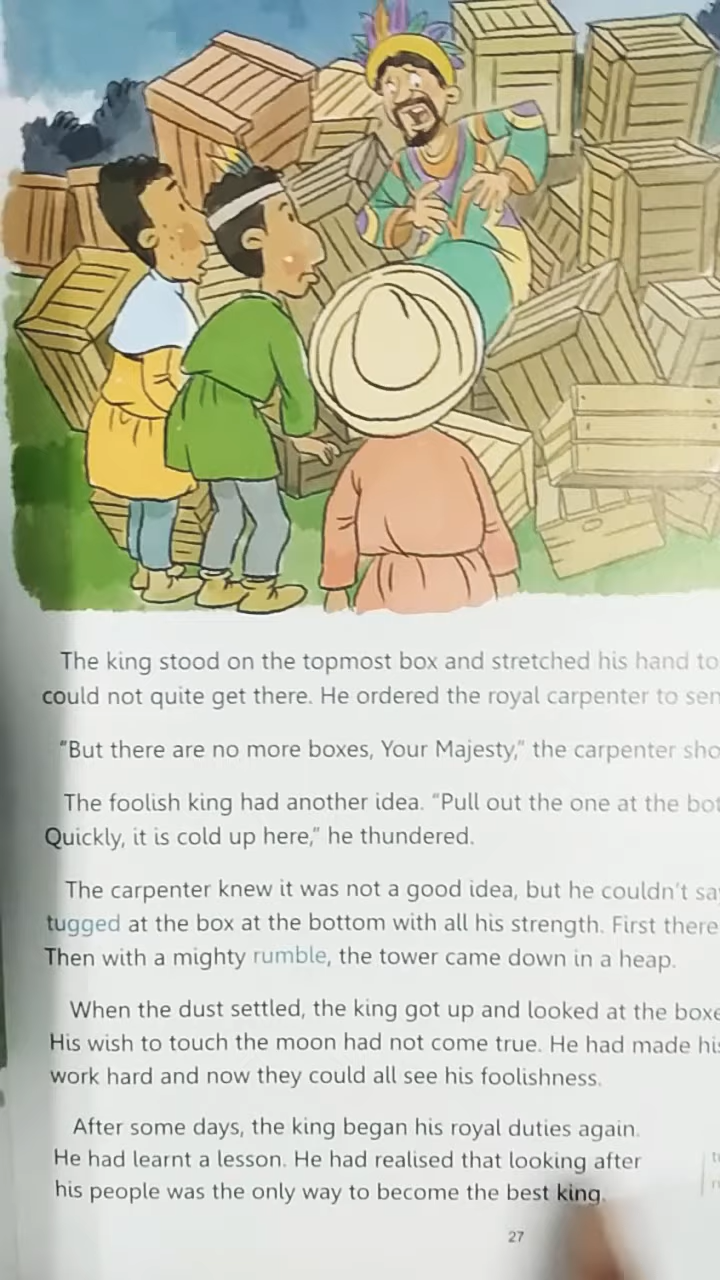 The king stood on the topmost box and stretched his hand to
could not quite get there. He ordered the royal carpenter to
"But there are no more boxes, Your Majesty," the carpenter
The foolish king had another idea. "Pull out the one at the
Quickly, it is cold up here," he thundered.
The carpenter knew it was not a good idea, but he couldn't
tugged at the box at the bottom with all his strength. First there
Then with a mighty rumble, the tower came down in a heap.
When the dust settled, the king got up and looked at the
His wish to touch the moon had not come true. He had made
work hard and now they could all see his foolishness.
After some days, the king began his royal duties again.
He had learnt a lesson. He had realised that looking after
his people was the only way to become the best king.
27